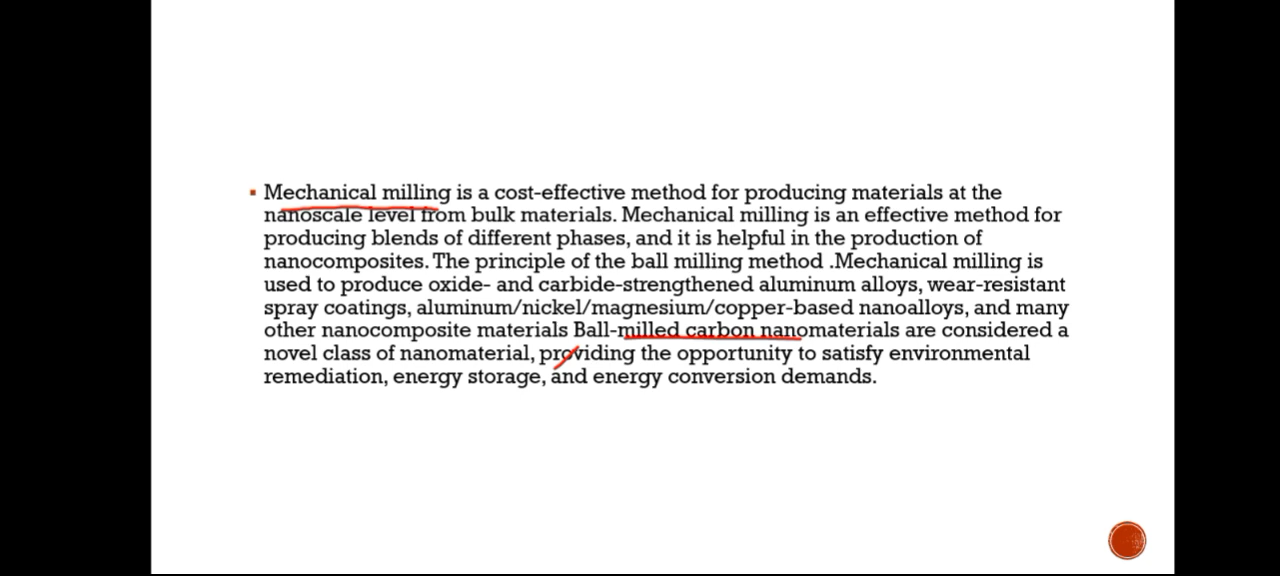 Mechanical milling is a cost-effective method for producing materials at the
nanoscale level from bulk materials. Mechanical milling is an effective method for
producing blends of different phases, and it is helpful in the production of
nanocomposites. The principle of the ball milling method .Mechanical milling is
used to produce oxide- and carbide-strengthened aluminum alloys, wear-resistant
spray coatings, aluminum/nickel/magnesium/copper-based nanoalloys, and many
other nanocomposite materials Ball-milled carbon nanomaterials are considered a
novel class of nanomaterial, providing the opportunity to satisfy environmental
remediation, energy storage, and energy conversion demands.